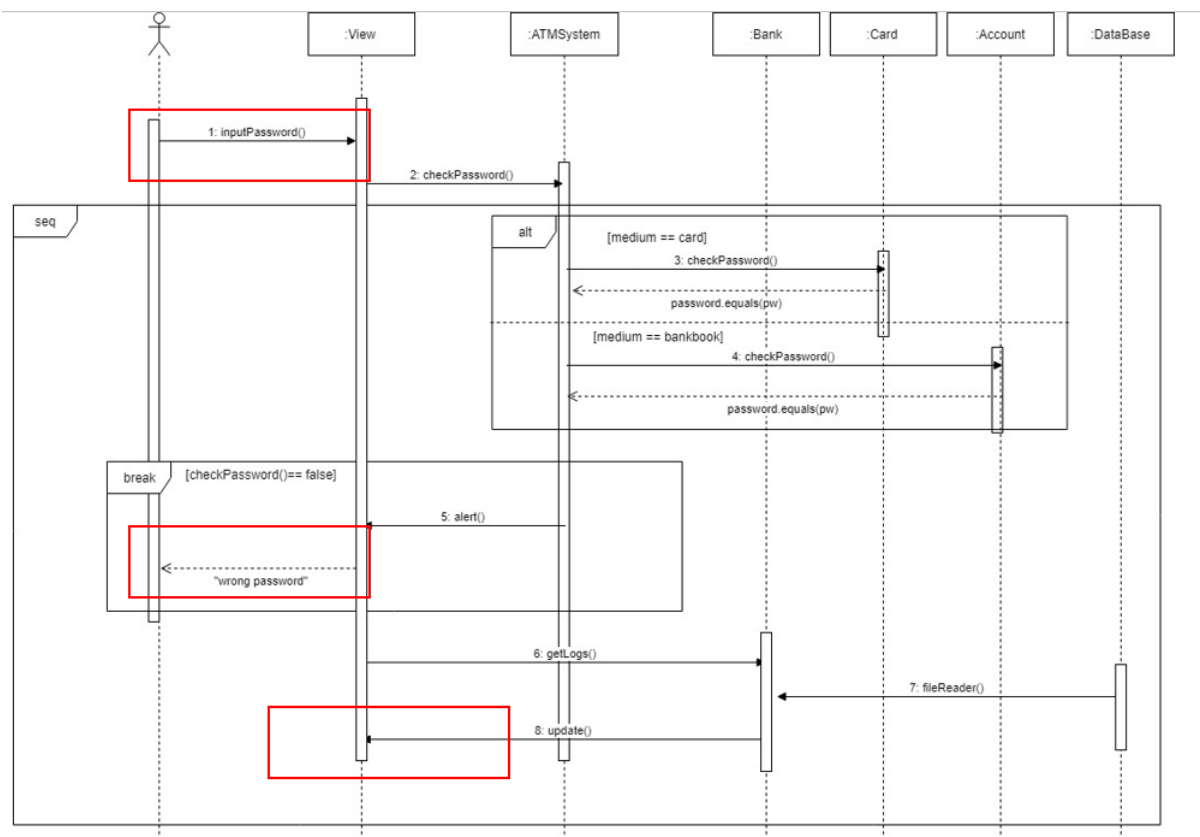 :View
:ATMSystem
:Bank
:Card
:Account
:DataBase
1: inputPassword()
2: checkPassword()
seq
alt
[medium == card]
3: checkPassword()
password.equals(pw)
[medium == bankbook]
4: checkPassword()
password.equals(pw)
break
[checkPassword()== false]
5: alert()
"wrong password"
6: getLogs()
7: fileReader()
8: update()